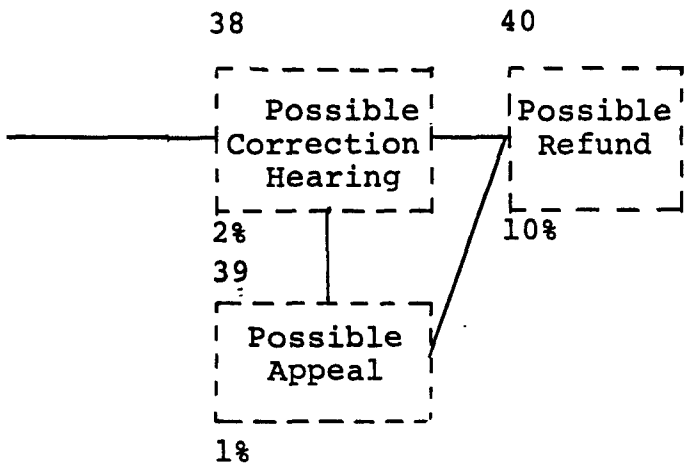 38
Possible
Correction
Hearing
2%
39
Possible
Appeal
1%
40
Possible
Refund
10%